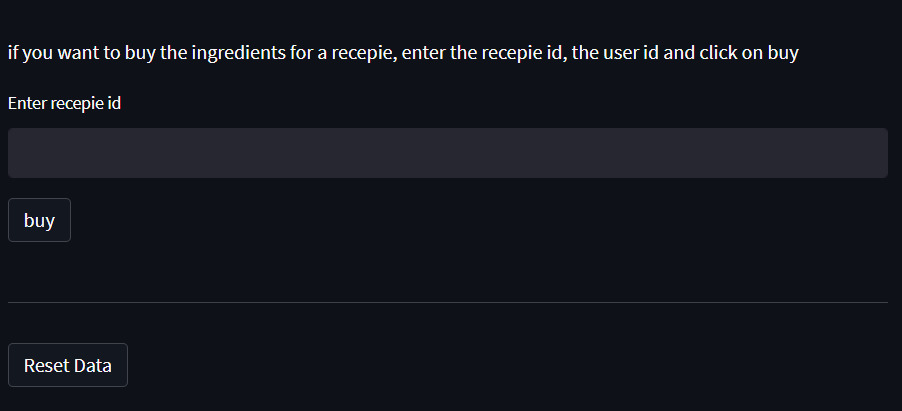 if you want to buy the ingredients for a recepie, enter the recepie id, the user id and click on buy
Enter recepie id
buy
Reset Data